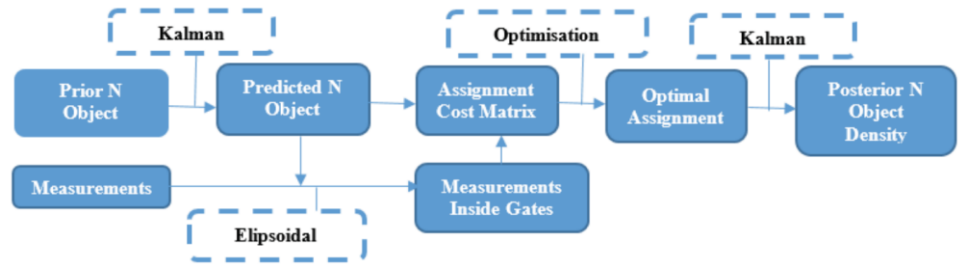 Kalman
Optimisation
Kalman
Prior N
Object
Predicted N
Object
Assignment
Cost Matrix
Optimal
Assignment
Posterior N
Object
Density
Measurements
Measurements
Inside Gates
Elipsoidal